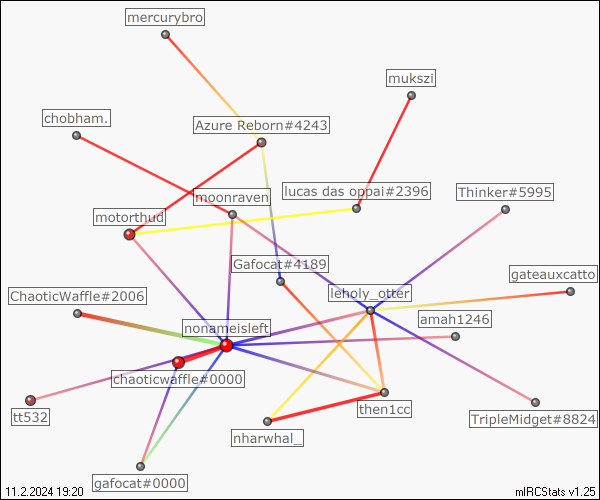 mercurybro
mukszi
chobham.
Azure Reborn#4243
lucas das oppai#2396
Thinker#5995
moonraven
motorthud
Gafocat#4189
gateauxcatto
leholy_otter
ChaoticWaffle#2006
amah1246
nonameisleft
chaoticwaffle#0000
then1cc
tt532
TripleMidget#8824
nharwhal_
gafocat#0000
11.2.2024 19:20
mIRCStats v1.25